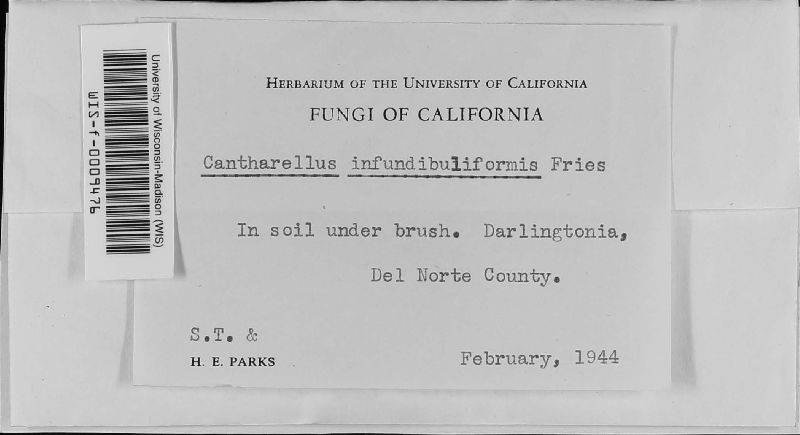 University of Wisconsin-Madison (WIS)
WIS-f-0009476
HERBARIUM OF THE UNIVERSITY OF CALIFORNIA
FUNGI OF CALIFORNIA
Cantharellus infundibuliformis Fries
In soil under brush. Darlingtonia,
Del Norte County.
S.T. &
H. E. PARKS
February, 1944